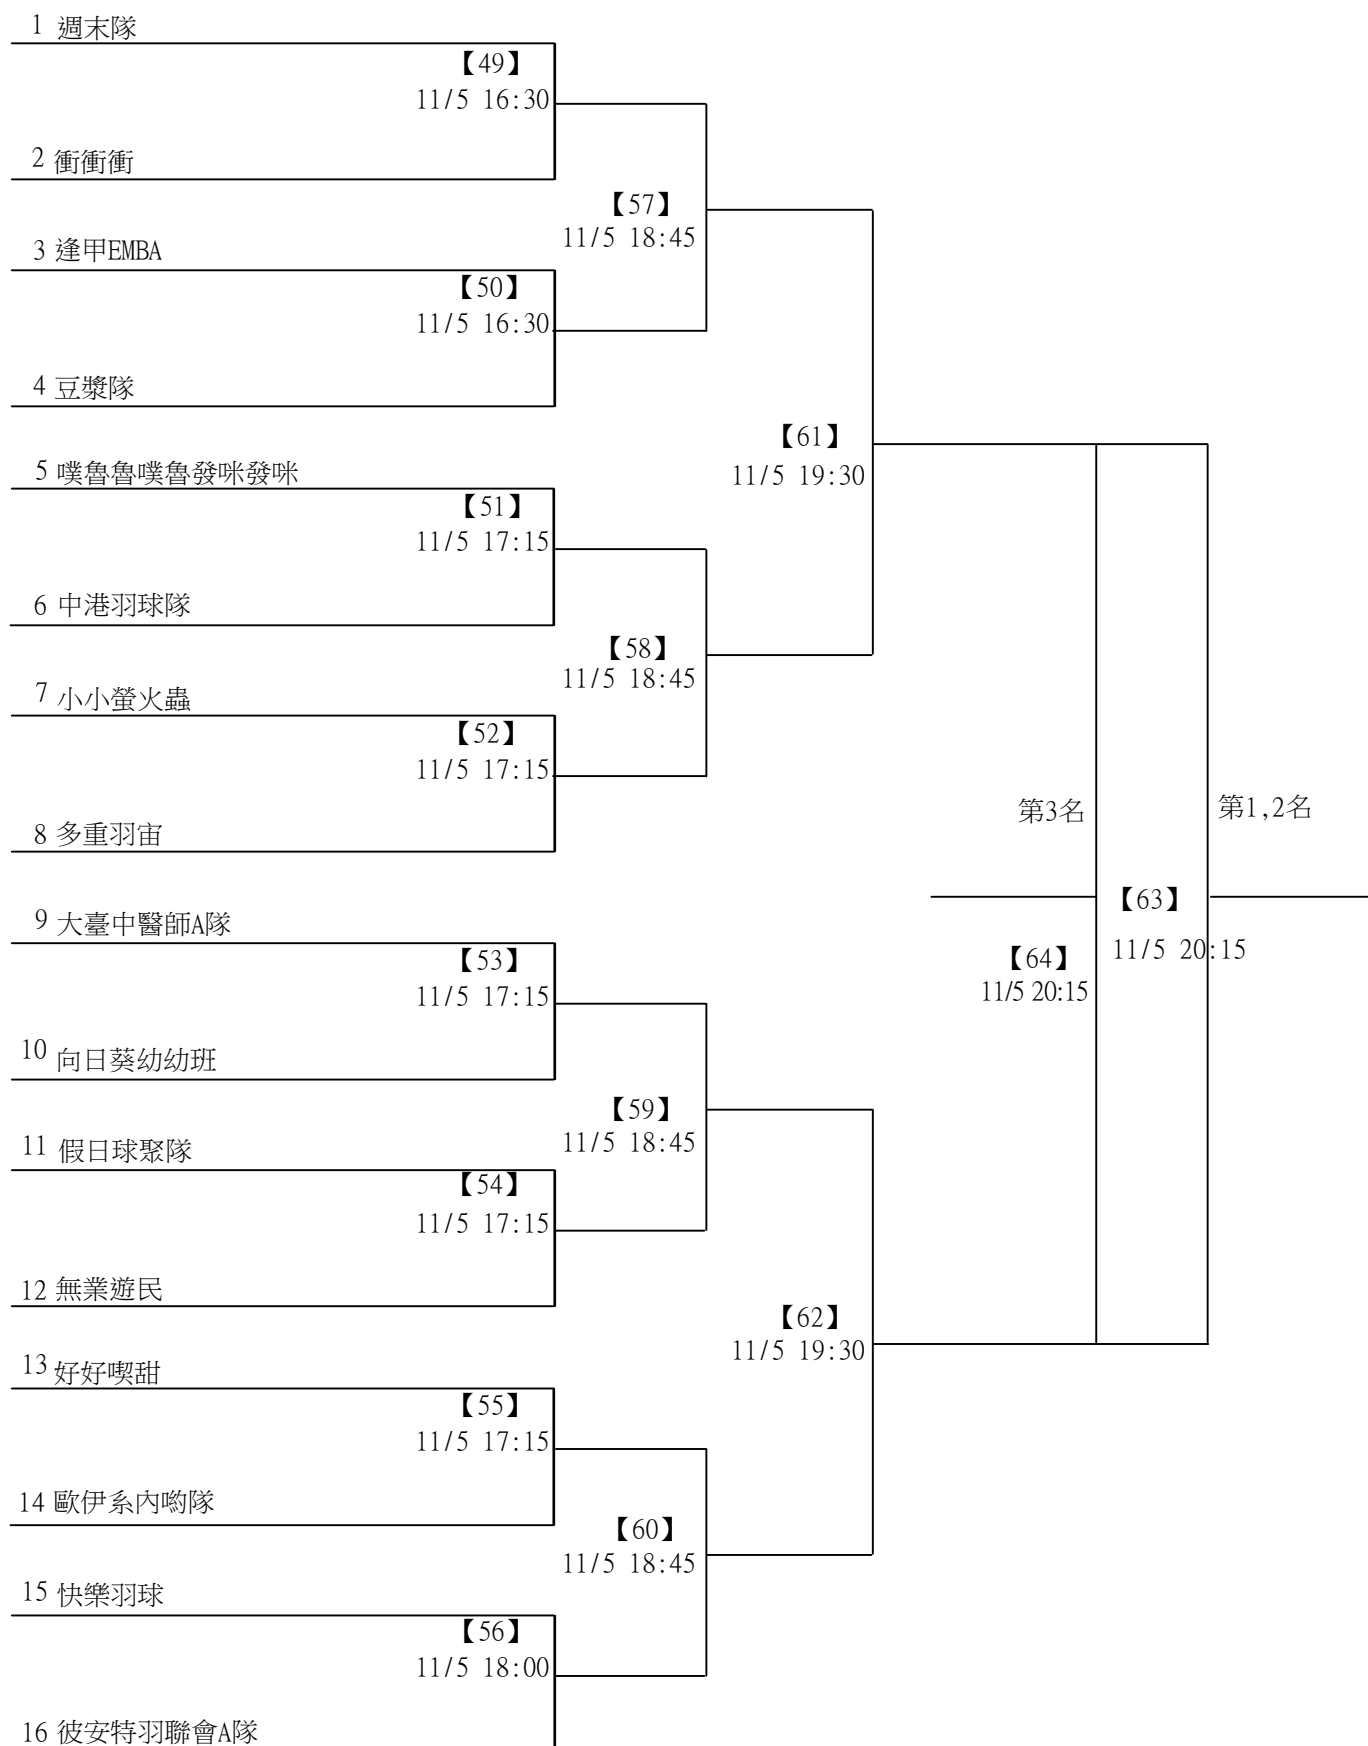 1 週末隊
【49】
11/5 16:30
2 衝衝衝
【57】
11/5 18:45
3 逢甲EMBA
【50】
11/5 16:30
4 豆漿隊
【61】
11/5 19:30
5 噗魯魯噗魯發咪發咪
【51】
11/5 17:15
6 中港羽球隊
【58】
11/5 18:45
7 小小螢火蟲
【52】
11/5 17:15
8 多重羽宙
第3名
第1,2名
【63】
11/5 20:15
【64】
11/5 20:15
9 大臺中醫師A隊
【53】
11/5 17:15
10 向日葵幼幼班
【59】
11/5 18:45
11 假日球聚隊
【54】
11/5 17:15
12 無業遊民
【62】
11/5 19:30
13 好好喫甜
【55】
11/5 17:15
14 歐伊系內喲隊
【60】
11/5 18:45
15 快樂羽球
【56】
11/5 18:00
16 彼安特羽聯會A隊